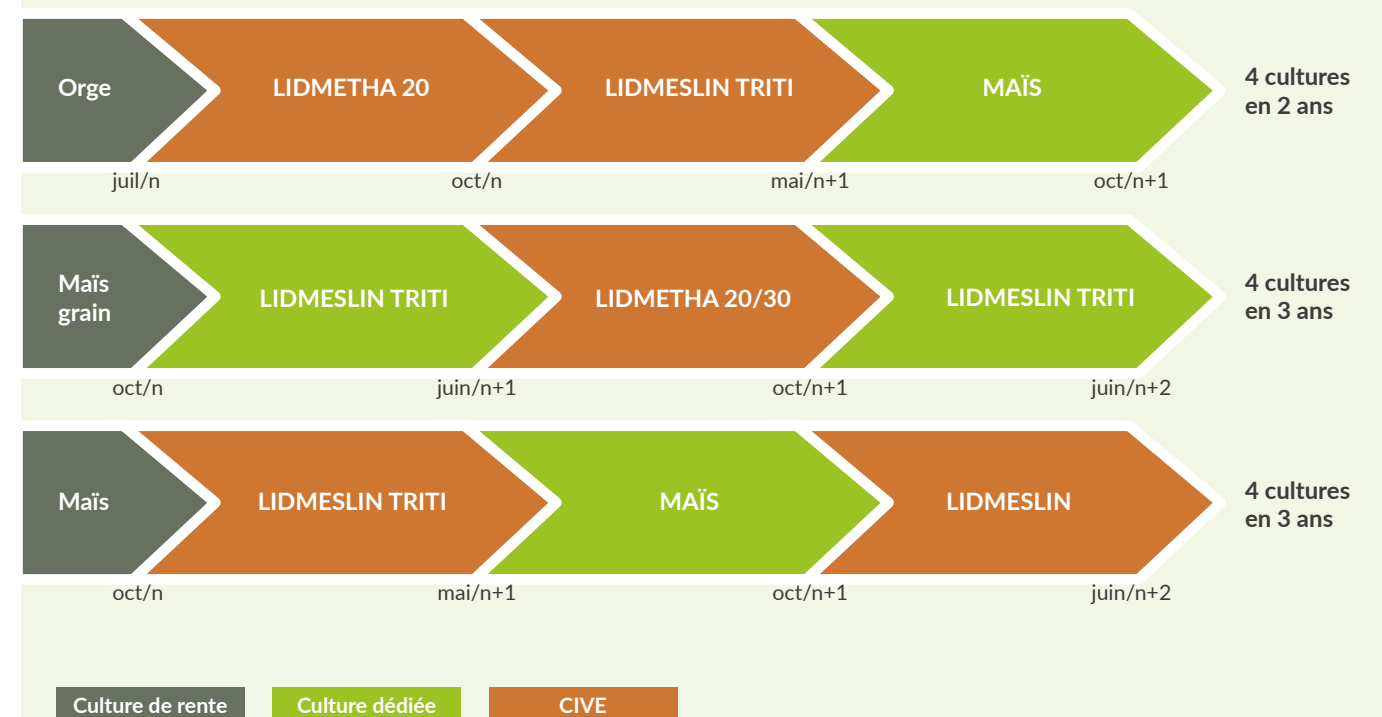 Orge
LIDMETHA 20
LIDMESLIN TRITI
MAÏS
4 cultures
en 2 ans
juil/n
oct/n
mai/n+1
oct/n+1
Maïs
grain
LIDMESLIN TRITI
LIDMETHA 20/30
LIDMESLIN TRITI
4 cultures
en 3 ans
oct/n
juin/n+1
oct/n+1
juin/n+2
Maïs
LIDMESLIN TRITI
MAÏS
LIDMESLIN
4 cultures
en 3 ans
oct/n
mai/n+1
oct/n+1
juin/n+2
Culture de rente
Culture dédiée
CIVE